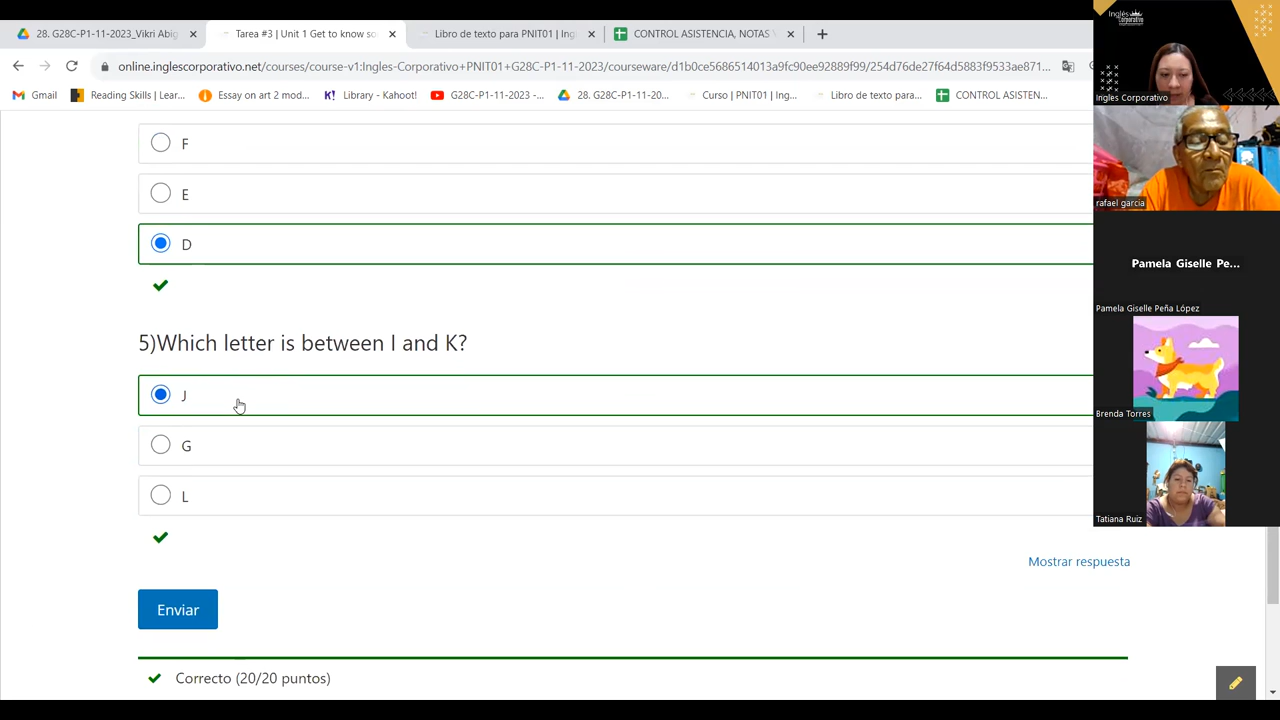 28. G28C-P1-11-2023_Vikri Abig
Tarea #3 | Unit 1 Get to know so
Libro de texto para PNIT01 | Ing
CONTROL ASISTENCIA, NOTAS Y
online.inglescorporativo.net/courses/course-v1:Ingles-Corporativo+PNIT01+G28C-P1-11-2023/courseware/d1b0ce5686514013a9fc90ee92389f99/254d76de27f64d5883f9533ae871...
Gmail
Reading Skills | Lear...
Essay on art 2 mod...
Library - Kah
G28C-P1-11-2023 -...
28. G28C-P1-11-20
Curso | PNIT01 | Ing...
Libro de texto para...
CONTROL ASISTEN...
F
E
D
5)Which letter is between I and K?
J
G
L
Mostrar respuesta
Enviar
Correcto (20/20 puntos)
Inglés
Corporativo
Ingles Corporativo
rafael garcia
Pamela Giselle Pe...
Pamela Giselle Peña López
Brenda Torres
Tatiana Ruiz